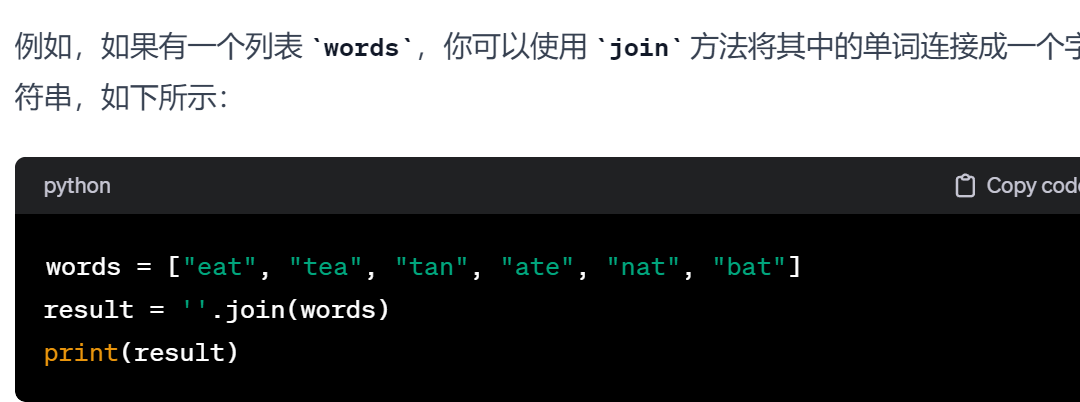 例如，如果有一个列表 `words`，你可以使用 `join` 方法将其中的单词连接成一个字
符串，如下所示：
python
Copy code
words = ["eat", "tea", "tan", "ate", "nat", "bat"]
result = ''.join(words)
print(result)